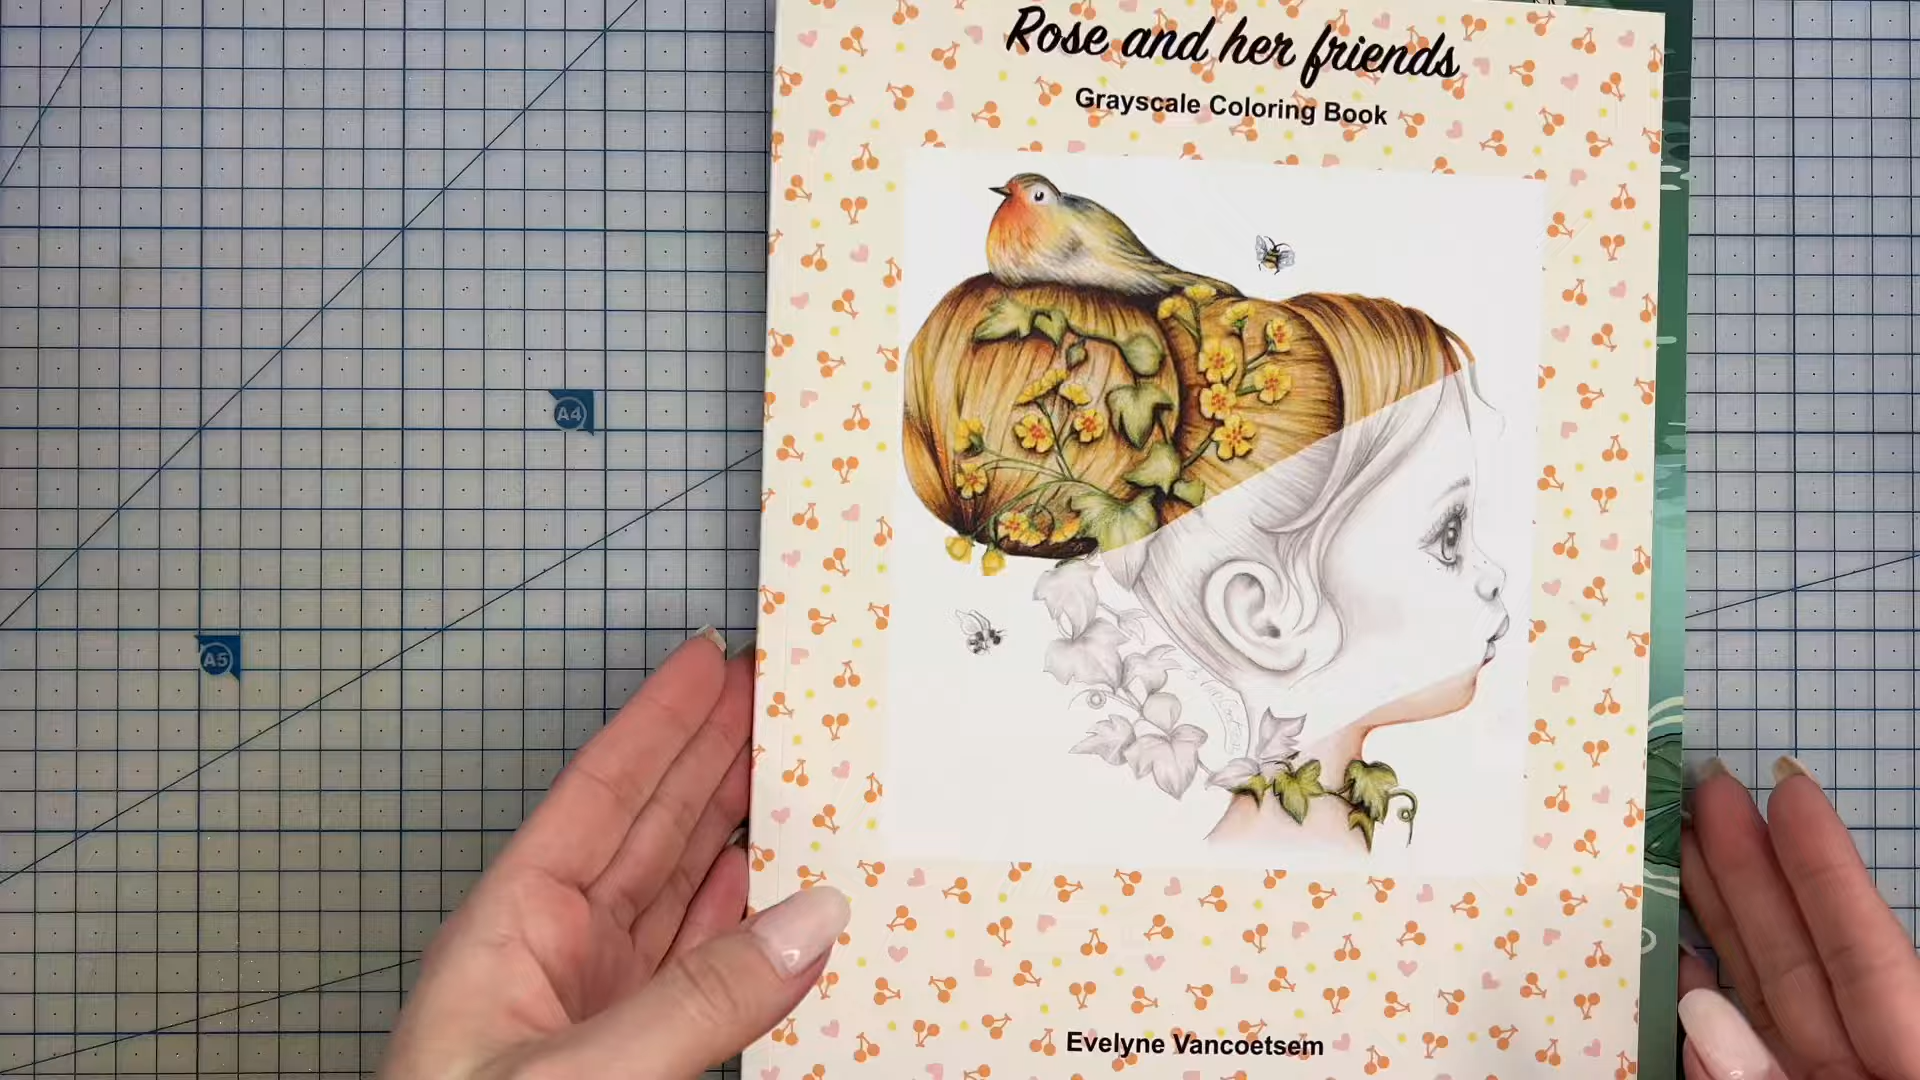 Rose and her friends
Grayscale Coloring Book
A4
A5
Evelyne Vancoetsem